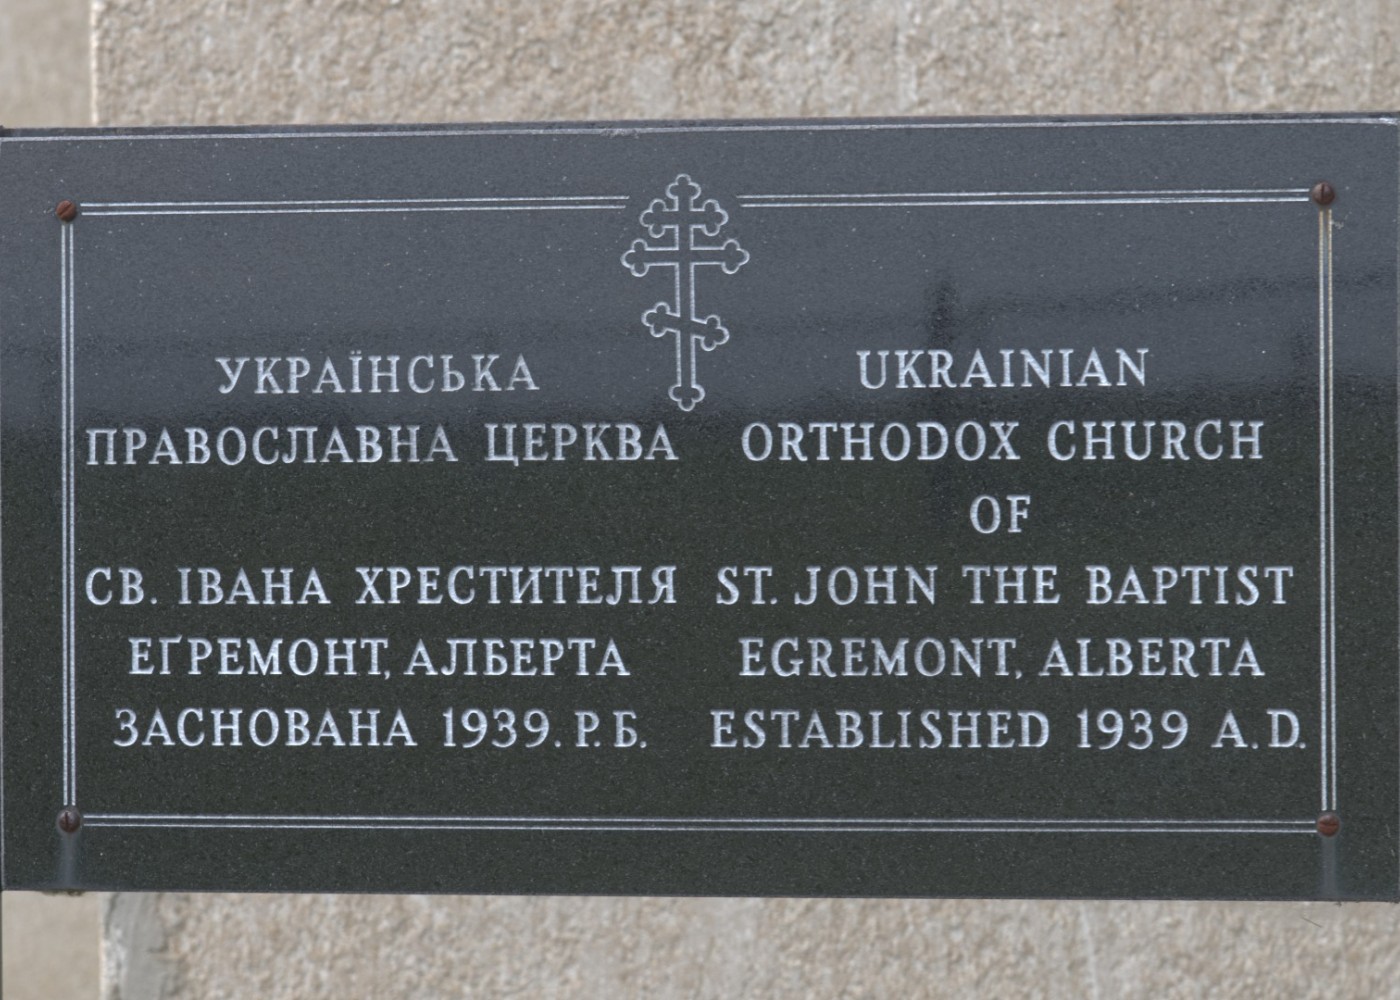 УКРАЇНСЬКА
ПРАВОСЛАВНА ЦЕРКВА
СВ. ІВАНА ХРЕСТИТЕЛЯ
ЕҐРЕМОНТ, АЛБЕРТА
ЗАСНОВАНА 1939. Р. Б.
UKRAINIAN
ORTHODOX CHURCH
OF
ST. JOHN THE BAPTIST
EGREMONT, ALBERTA
ESTABLISHED 1939 A. D.